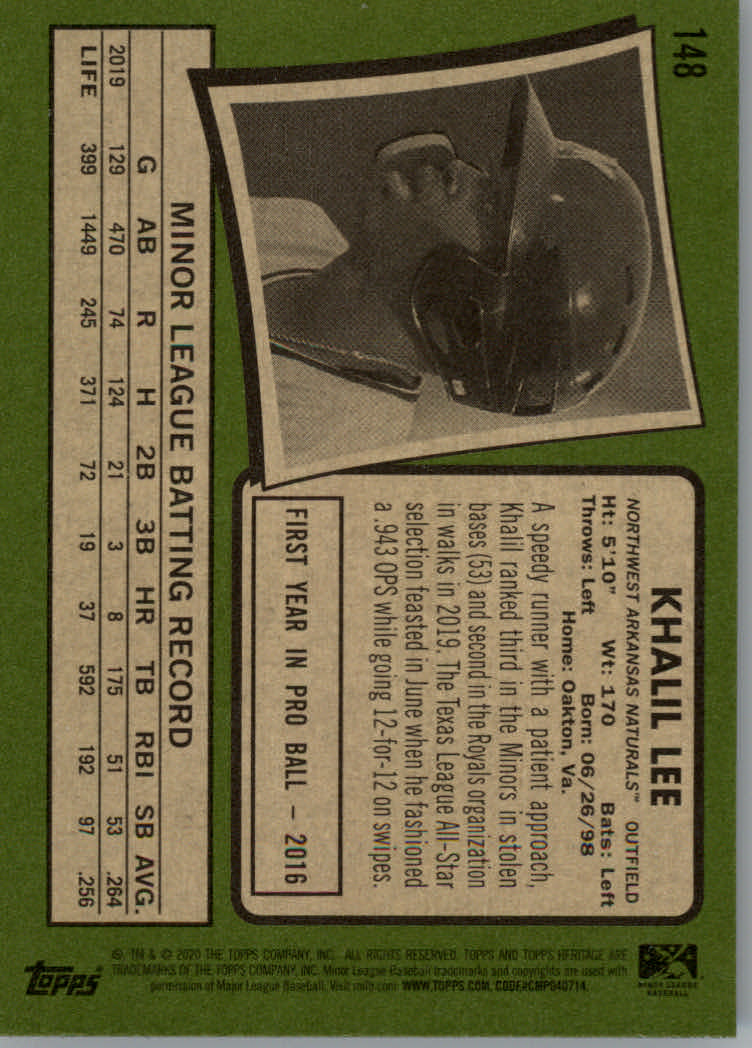 148
KHALIL LEE
NORTHWEST ARKANSAS NATURALS™ OUTFIELD
Ht: 5'10" Wt: 170 Bats: Left
Throws: Left Born: 06/26/98
Home: Oakton, Va.
A speedy runner with a patient approach,
Khalil ranked third in the Minors in stolen
bases (53) and second in the Royals organization
in walks in 2019. The Texas League All-Star
selection feasted in June when he fashioned
a .943 OPS while going 12-for-12 on swipes.
FIRST YEAR IN PRO BALL – 2016
MINOR LEAGUE BATTING RECORD
G AB R H 2B 3B HR TB RBI SB AVG.
2019 129 470 74 124 21 3 8 175 51 53 .264
LIFE 399 1449 245 371 72 19 37 592 192 97 .256
MINOR LEAGUE
BASEBALL
®, TM & © 2020 THE TOPPS COMPANY, INC. ALL RIGHTS RESERVED. TOPPS AND TOPPS HERITAGE ARE
TRADEMARKS OF THE TOPPS COMPANY, INC. Minor League Baseball trademarks and copyrights are used with
permission of Major League Baseball. Visit milb.com WWW.TOPPS.COM. CODE#CMP040714.
topps